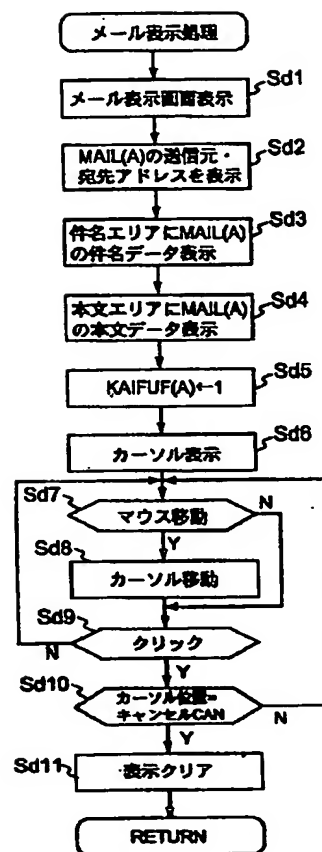 メール表示処理
Sd1
メール表示画面表示
Sd2
MAIL(A)の送信元・
宛先アドレスを表示
Sd3
件名エリアにMAIL(A)
の件名データ表示
Sd4
本文エリアにMAIL(A)
の本文データ表示
Sd5
KAIFUF(A)←1
Sd6
カーソル表示
Sd7
マウス移動
N
Y
Sd8
カーソル移動
Sd9
クリック
N
Y
Sd10
カーソル位置=
キャンセルCAN
N
Y
Sd11
表示クリア
RETURN